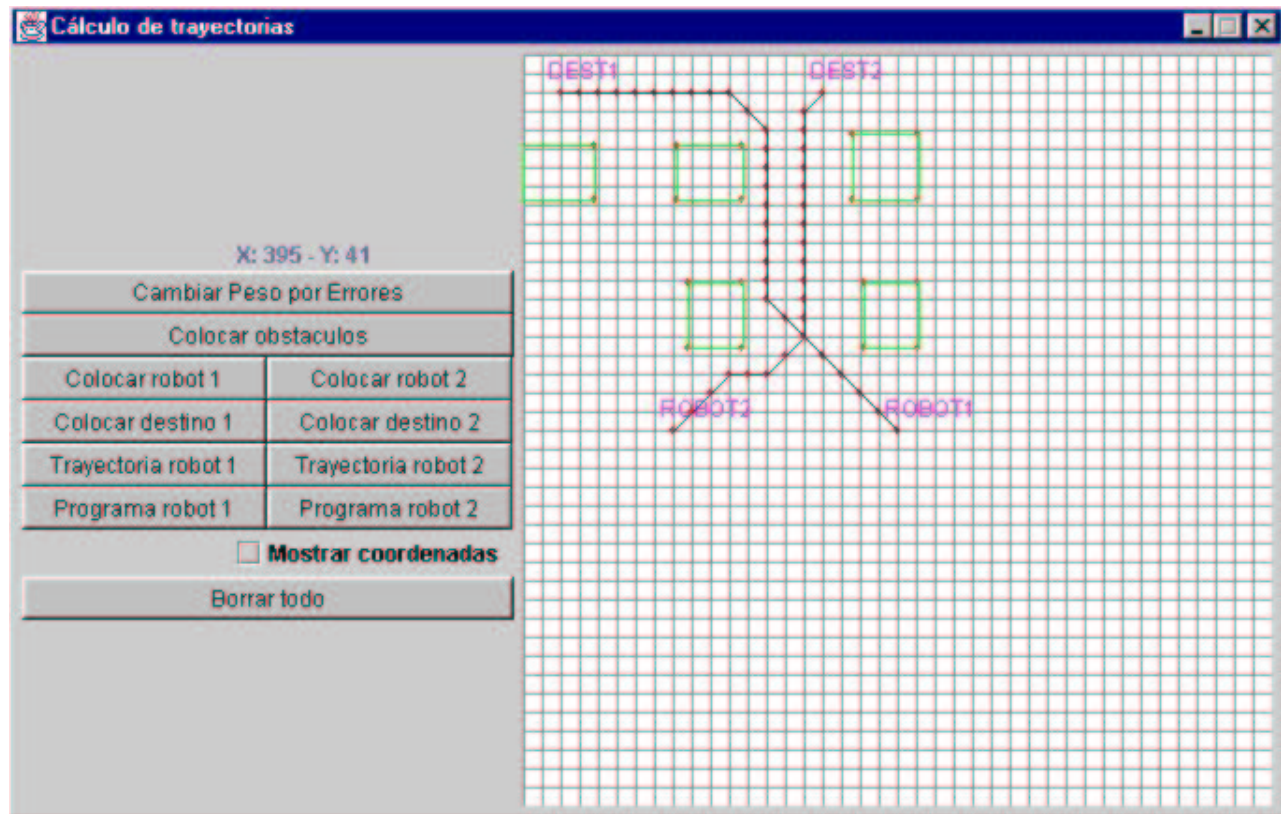 Cálculo de trayectorias
DEST1 DEST2
X: 395 - Y: 41
Cambiar Peso por Errores
Colocar obstaculos
Colocar robot 1 Colocar robot 2
Colocar destino 1 Colocar destino 2
Trayectoria robot 1 Trayectoria robot 2
Programa robot 1 Programa robot 2
Mostrar coordenadas
Borrar todo
ROBOT2 ROBOT1